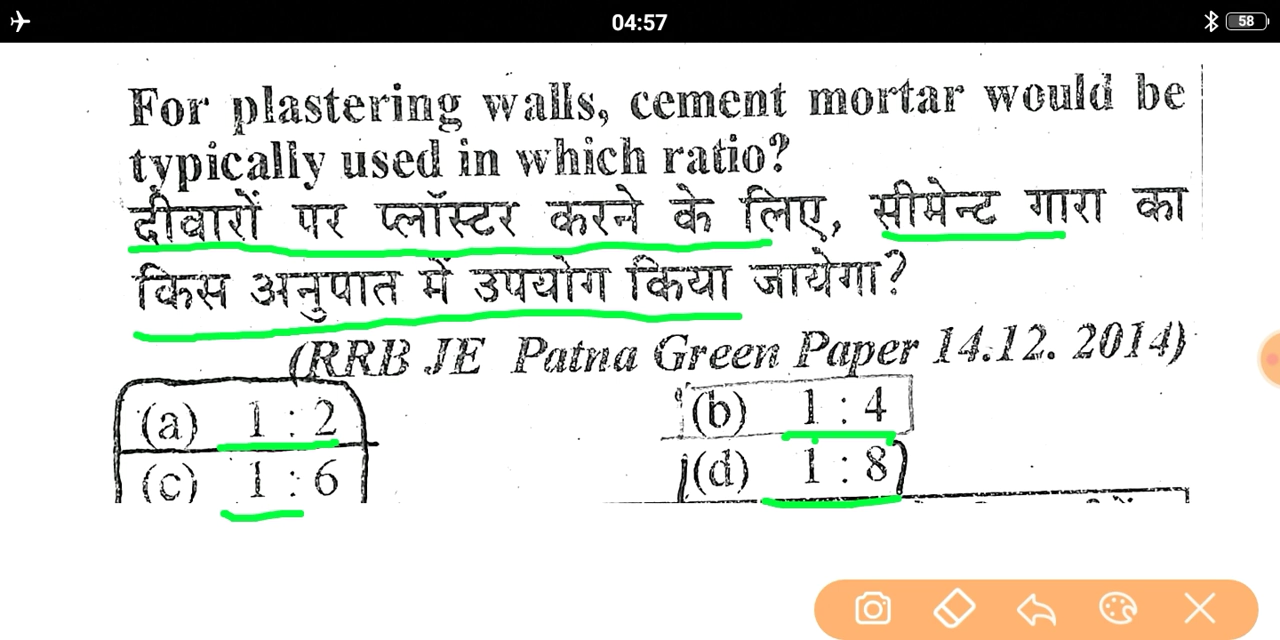 04:57
58
For plastering walls, cement mortar would be
typically used in which ratio?
दीवारों पर प्लॉस्टर करने के लिए, सीमेन्ट गारा का
किस अनुपात में उपयोग किया जायेगा?
(RRB JE Patna Green Paper 14.12. 2014)
(a) 1 : 2
(b) 1 : 4
(c) 1 : 6
(d) 1 : 8